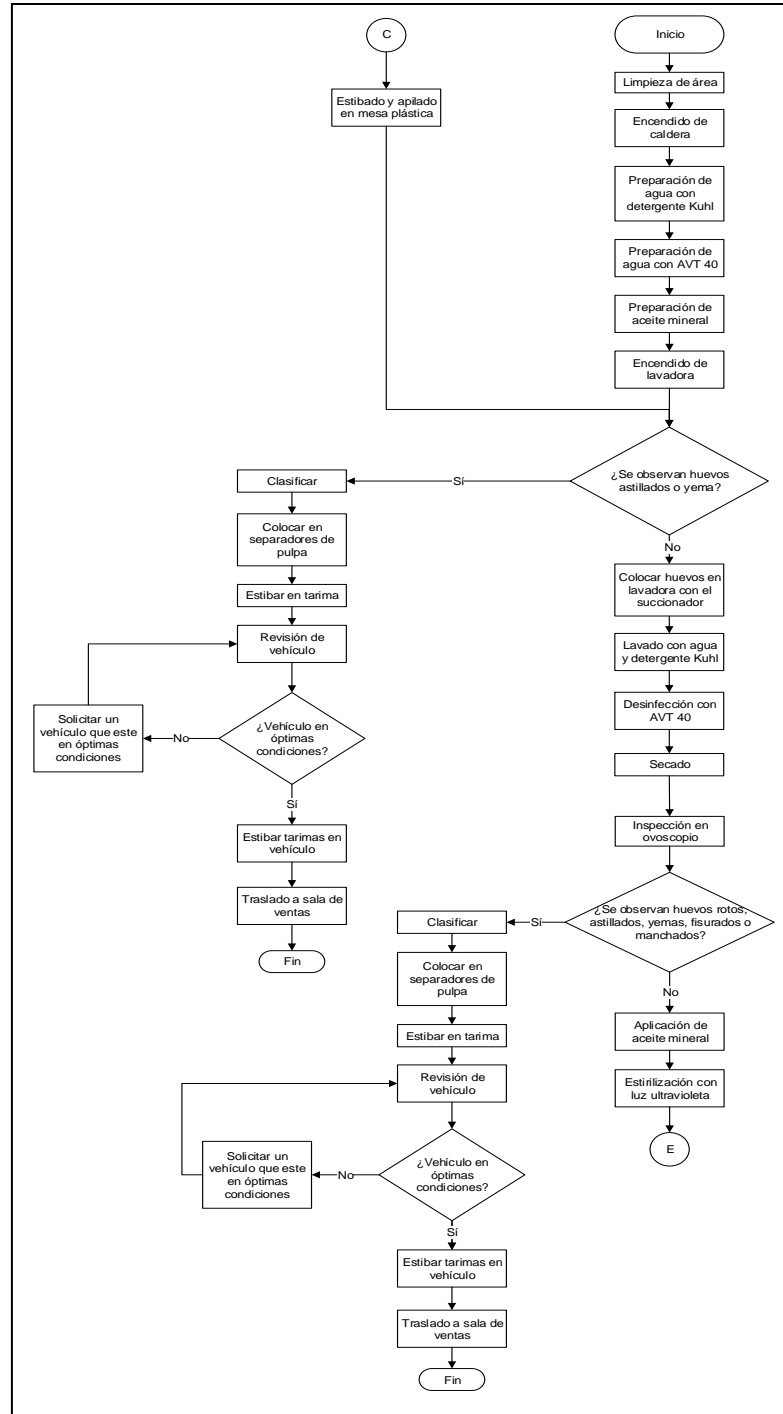 C
Estibado y apilado
en mesa plástica
Inicio
Limpieza de área
Encendido de
caldera
Preparación de
agua con
detergente Kuhl
Preparación de
agua con AVT 40
Preparación de
aceite mineral
Encendido de
lavadora
¿Se observan huevos
astillados o yema?
Sí
No
Clasificar
Colocar en
separadores de
pulpa
Estibar en tarima
Revisión de
vehículo
¿Vehículo en
óptimas
condiciones?
No
Solicitar un
vehículo que este
en óptimas
condiciones
Sí
Estibar tarimas en
vehículo
Traslado a sala de
ventas
Fin
Colocar huevos en
lavadora con el
succionador
Lavado con agua
y detergente Kuhl
Desinfección con
AVT 40
Secado
Inspección en
ovoscopio
¿Se observan huevos rotos,
astillados, yemas, fisurados o
manchados?
Sí
No
Clasificar
Colocar en
separadores de
pulpa
Estibar en tarima
Revisión de
vehículo
¿Vehículo en
óptimas
condiciones?
No
Solicitar un
vehículo que este
en óptimas
condiciones
Sí
Estibar tarimas en
vehículo
Traslado a sala de
ventas
Fin
Aplicación de
aceite mineral
Estirilización con
luz ultravioleta
E